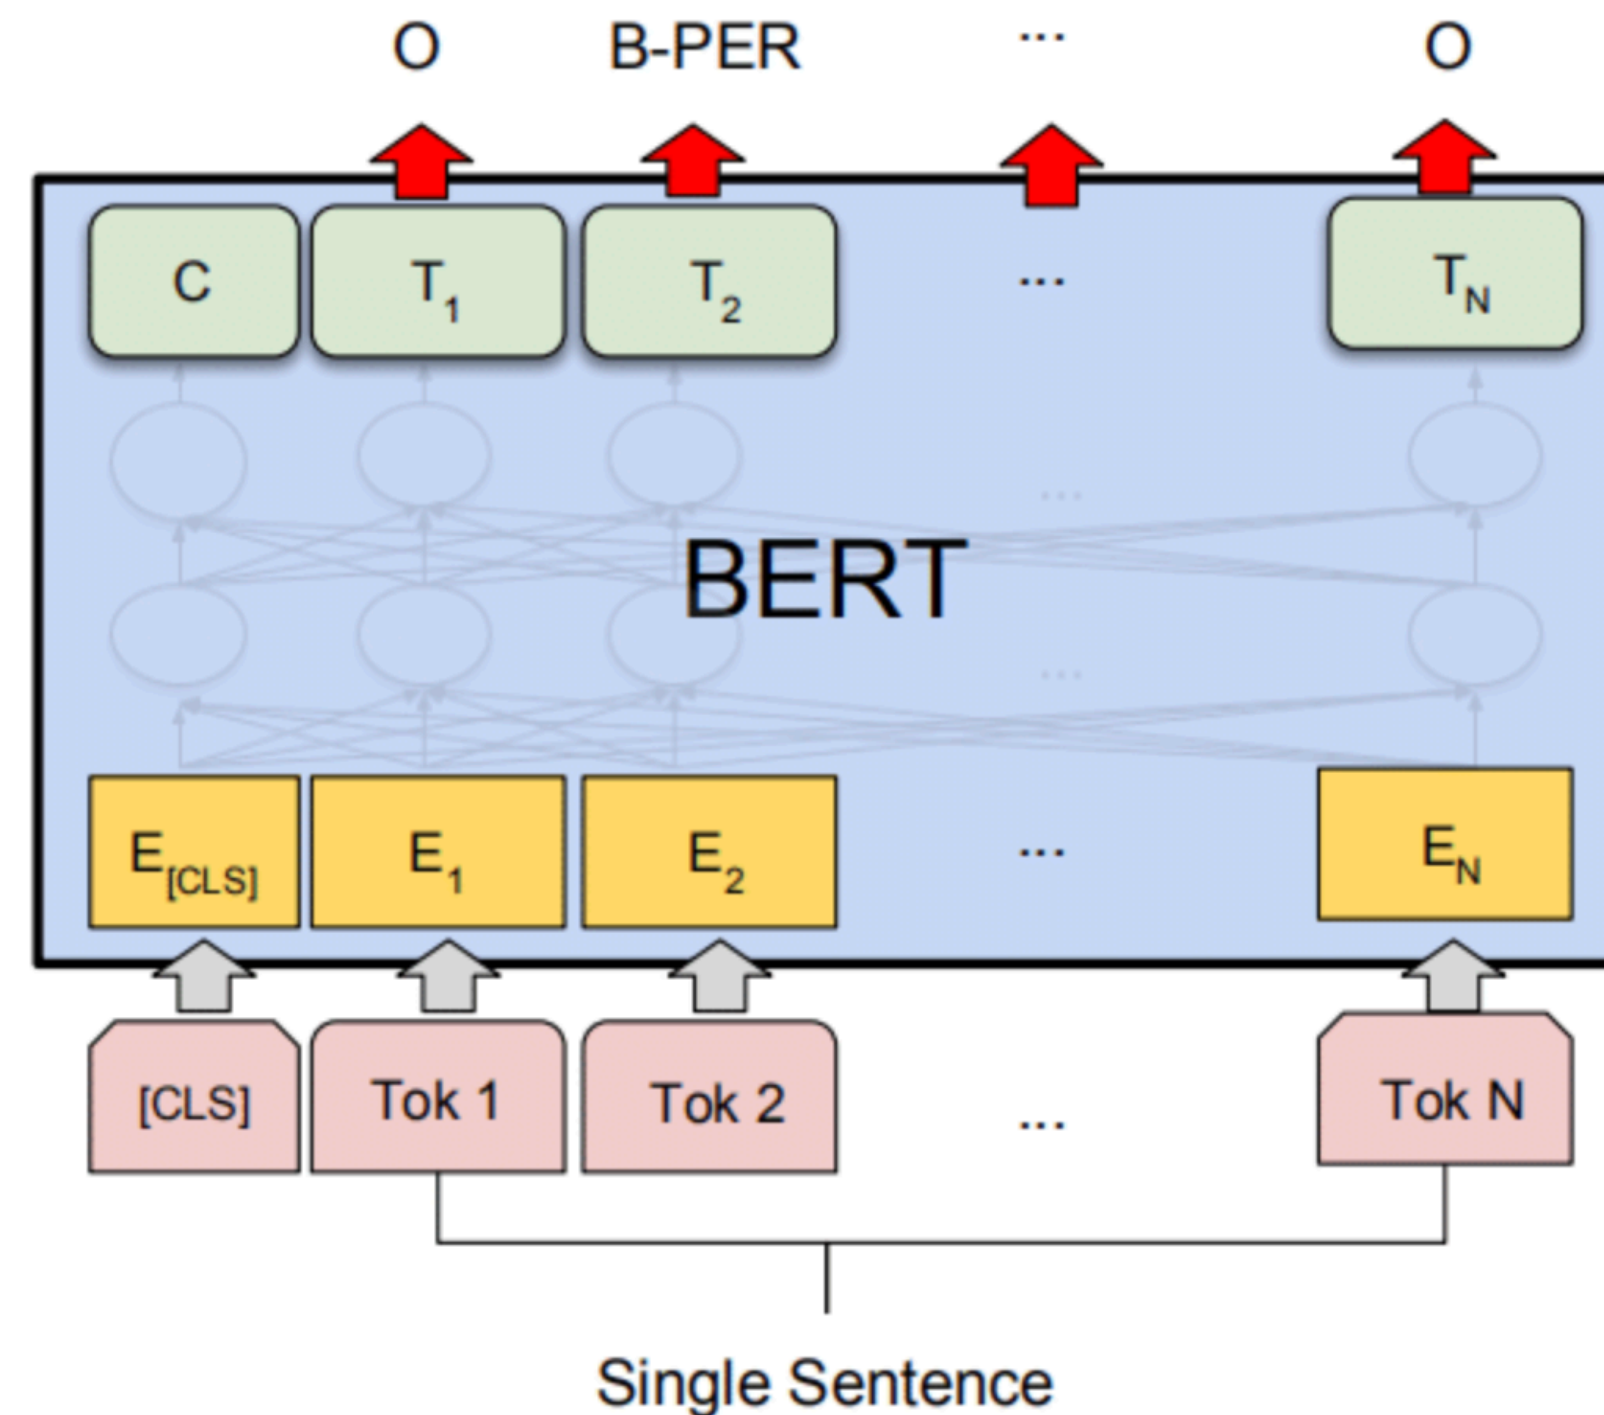 O B-PER ... O
C T1 T2 ... TN
...
BERT
...
E[CLS] E1 E2 ... EN
[CLS] Tok 1 Tok 2 ... Tok N
Single Sentence